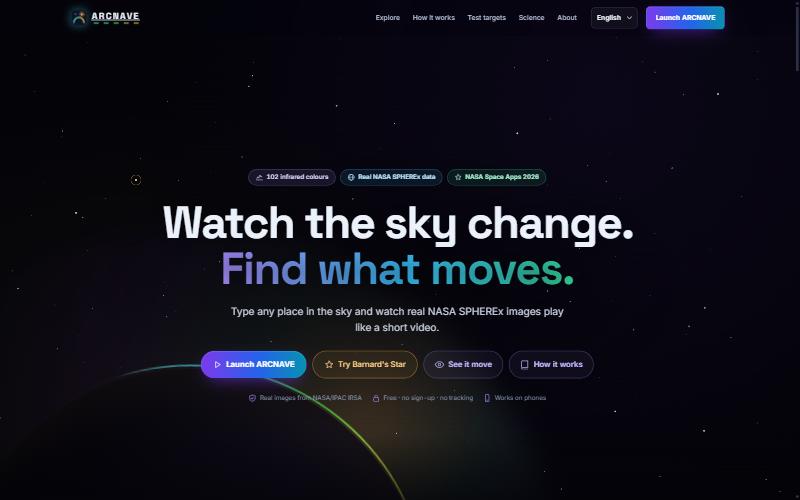 ARCNAVE
Explore How it works Test targets Science About English Launch ARCNAVE
102 infrared colours Real NASA SPHEREx data NASA Space Apps 2026
Watch the sky change.
Find what moves.
Type any place in the sky and watch real NASA SPHEREx images play
like a short video.
Launch ARCNAVE Try Barnard's Star See it move How it works
Real images from NASA/IPAC IRSA Free · no sign-up · no tracking Works on phones